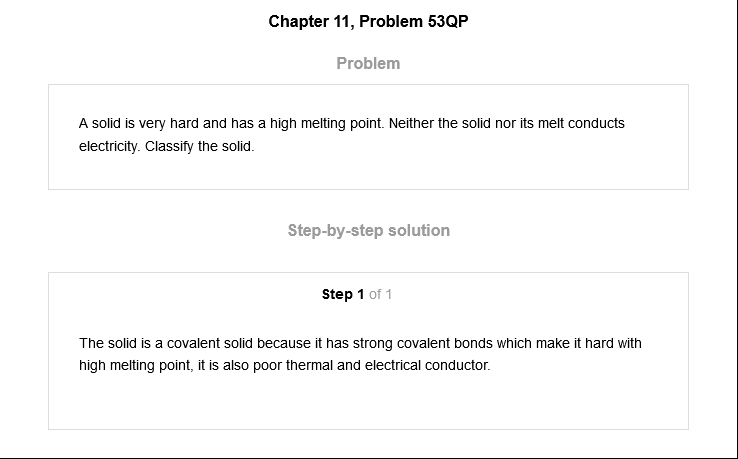 Chapter 11, Problem 53QP
Problem
A solid is very hard and has a high melting point. Neither the solid nor its melt conducts
electricity. Classify the solid.
Step-by-step solution
Step 1 of 1
The solid is a covalent solid because it has strong covalent bonds which make it hard with
high melting point, it is also poor thermal and electrical conductor.